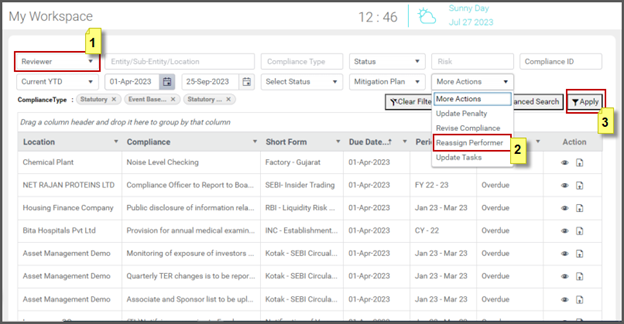 My Workspace
12 : 46
Sunny Day
Jul 27 2023
1
Reviewer Entity/Sub-Entity/Location Compliance Type Status Risk Compliance ID
Current YTD 01-Apr-2023 25-Sep-2023 Select Status Mitigation Plan More Actions
ComplianceType : Statutory Event Base... Statutory ... Clear Filte anced Search Apply
More Actions
Update Penalty
Revise Compliance
Reassign Performer
Update Tasks
2
3
Drag a column header and drop it here to group by that column
Location Compliance Short Form Due Date... Perio Action
Chemical Plant Noise Level Checking Factory - Gujarat 01-Apr-2023
NET RAJAN PROTEINS LTD Compliance Officer to Report to Boa... SEBI- Insider Trading 01-Apr-2023 FY 22 - 23 Overdue
Housing Finance Company Public disclosure of information rela... RBI - Liquidity Risk ... 01-Apr-2023 Jan 23 - Mar 23 Overdue
Bita Hospitals Pvt Ltd Provision for annual medical examin... INC - Establishment... 01-Apr-2023 CY - 22 Overdue
Asset Management Demo Monitoring of exposure of investors ... Kotak - SEBI Circula... 01-Apr-2023 Jan 23 - Mar 23 Overdue
Asset Management Demo Quarterly TER changes is to be repor... Kotak - SEBI Circula... 01-Apr-2023 Jan 23 - Mar 23 Overdue
Asset Management Demo Associate and Sponsor list to be upl... Kotak - SEBI Circula... 01-Apr-2023 Jan 23 - Mar 23 Overdue